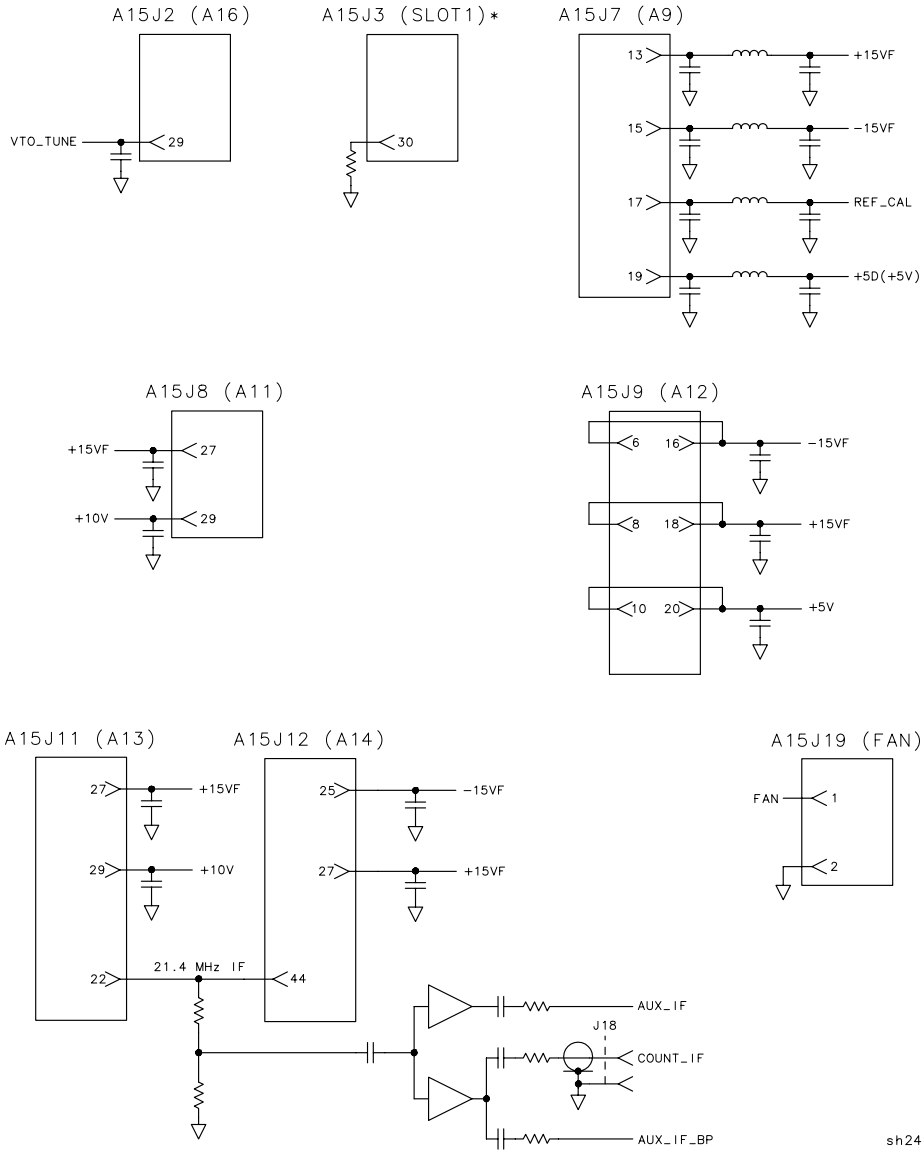 A15J2 (A16)
A15J3 (SLOT1)*
A15J7 (A9)
VTO_TUNE
29
30
13
+15VF
15
-15VF
17
REF_CAL
19
+5D(+5V)
A15J8 (A11)
+15VF
27
+10V
29
A15J9 (A12)
6
16
-15VF
8
18
+15VF
10
20
+5V
A15J11 (A13)
27
+15VF
29
+10V
22
21.4 MHz IF
A15J12 (A14)
25
-15VF
27
+15VF
44
A15J19 (FAN)
FAN
1
2
AUX_IF
J18
COUNT_IF
AUX_IF_BP
sh24